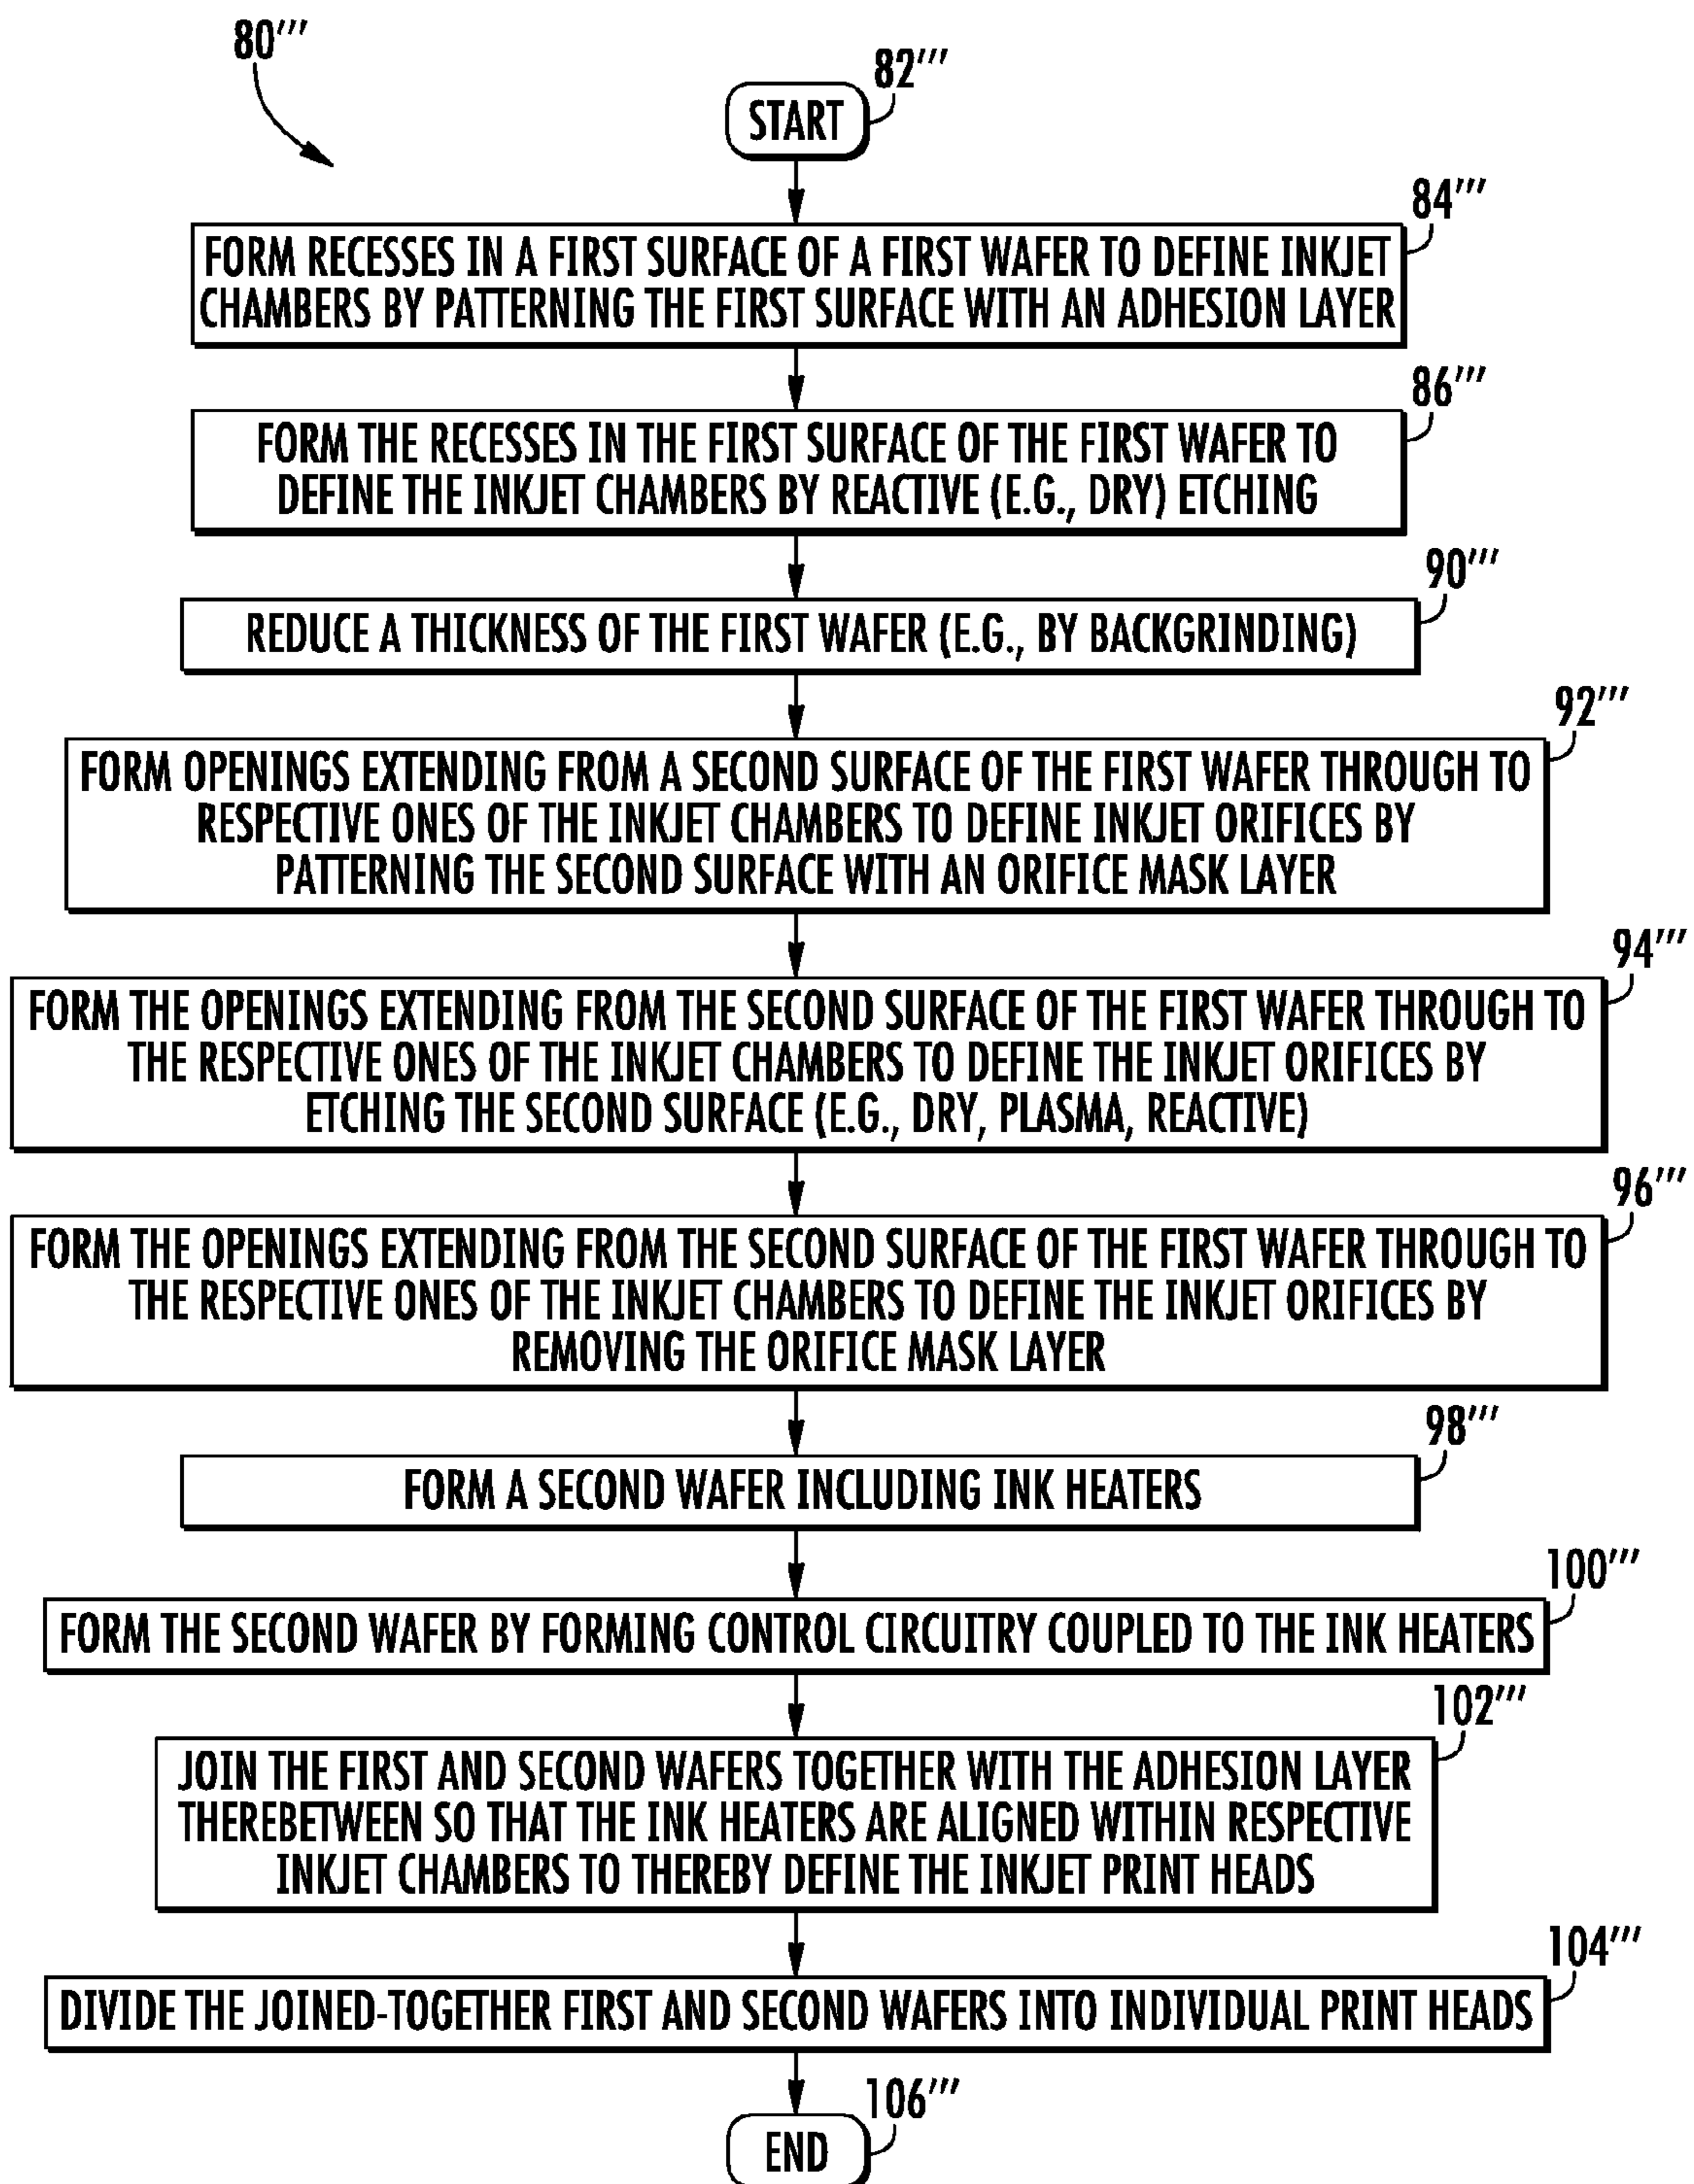 80′′′
82′′′
START
84′′′
FORM RECESSES IN A FIRST SURFACE OF A FIRST WAFER TO DEFINE INKJET
CHAMBERS BY PATTERNING THE FIRST SURFACE WITH AN ADHESION LAYER
86′′′
FORM THE RECESSES IN THE FIRST SURFACE OF THE FIRST WAFER TO
DEFINE THE INKJET CHAMBERS BY REACTIVE (E.G., DRY) ETCHING
90′′′
REDUCE A THICKNESS OF THE FIRST WAFER (E.G., BY BACKGRINDING)
92′′′
FORM OPENINGS EXTENDING FROM A SECOND SURFACE OF THE FIRST WAFER THROUGH TO
RESPECTIVE ONES OF THE INKJET CHAMBERS TO DEFINE INKJET ORIFICES BY
PATTERNING THE SECOND SURFACE WITH AN ORIFICE MASK LAYER
94′′′
FORM THE OPENINGS EXTENDING FROM THE SECOND SURFACE OF THE FIRST WAFER THROUGH TO
THE RESPECTIVE ONES OF THE INKJET CHAMBERS TO DEFINE THE INKJET ORIFICES BY
ETCHING THE SECOND SURFACE (E.G., DRY, PLASMA, REACTIVE)
96′′′
FORM THE OPENINGS EXTENDING FROM THE SECOND SURFACE OF THE FIRST WAFER THROUGH TO
THE RESPECTIVE ONES OF THE INKJET CHAMBERS TO DEFINE THE INKJET ORIFICES BY
REMOVING THE ORIFICE MASK LAYER
98′′′
FORM A SECOND WAFER INCLUDING INK HEATERS
100′′′
FORM THE SECOND WAFER BY FORMING CONTROL CIRCUITRY COUPLED TO THE INK HEATERS
102′′′
JOIN THE FIRST AND SECOND WAFERS TOGETHER WITH THE ADHESION LAYER
THEREBETWEEN SO THAT THE INK HEATERS ARE ALIGNED WITHIN RESPECTIVE
INKJET CHAMBERS TO THEREBY DEFINE THE INKJET PRINT HEADS
104′′′
DIVIDE THE JOINED-TOGETHER FIRST AND SECOND WAFERS INTO INDIVIDUAL PRINT HEADS
106′′′
END